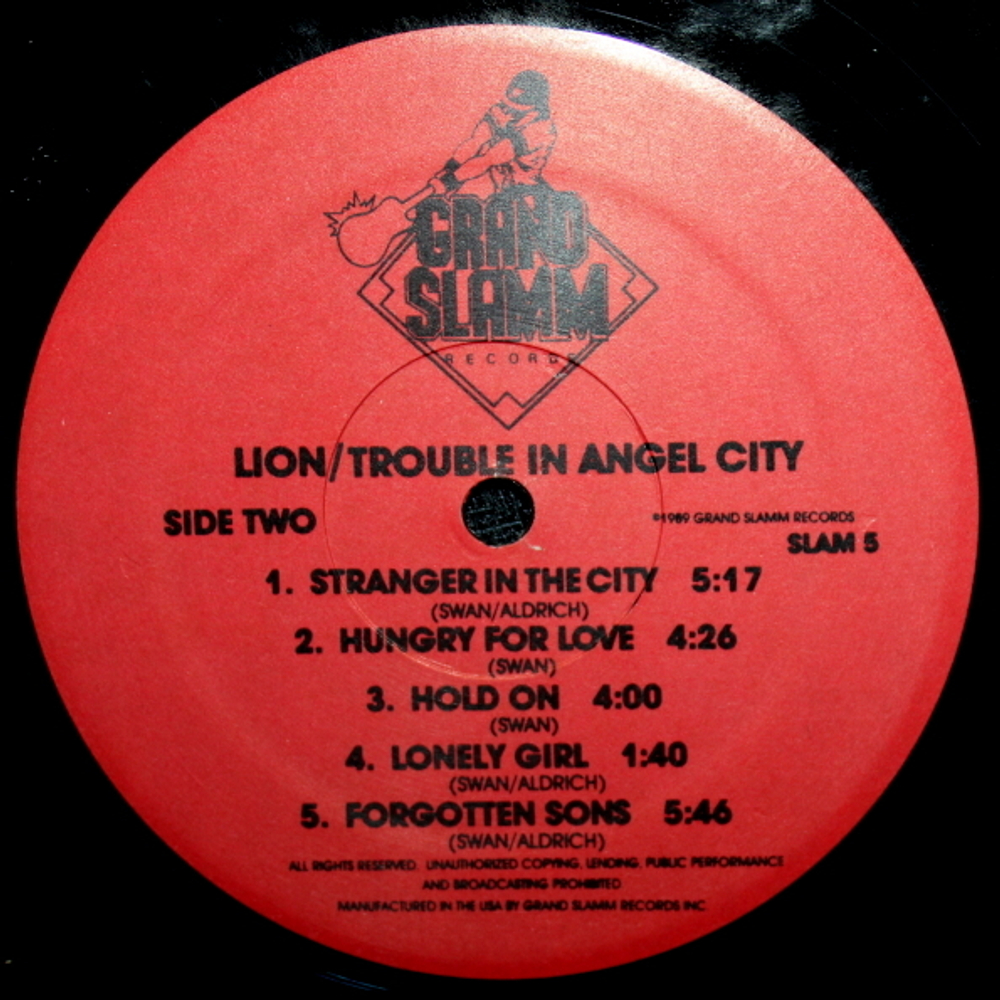 GRAND
SLAMM
RECORDS
LION/TROUBLE IN ANGEL CITY
SIDE TWO
℗1989 GRAND SLAMM RECORDS
SLAM 5
1. STRANGER IN THE CITY 5:17
(SWAN/ALDRICH)
2. HUNGRY FOR LOVE 4:26
(SWAN)
3. HOLD ON 4:00
(SWAN)
4. LONELY GIRL 1:40
(SWAN/ALDRICH)
5. FORGOTTEN SONS 5:46
(SWAN/ALDRICH)
ALL RIGHTS RESERVED. UNAUTHORIZED COPYING, LENDING, PUBLIC PERFORMANCE
AND BROADCASTING PROHIBITED
MANUFACTURED IN THE USA BY GRAND SLAMM RECORDS INC.